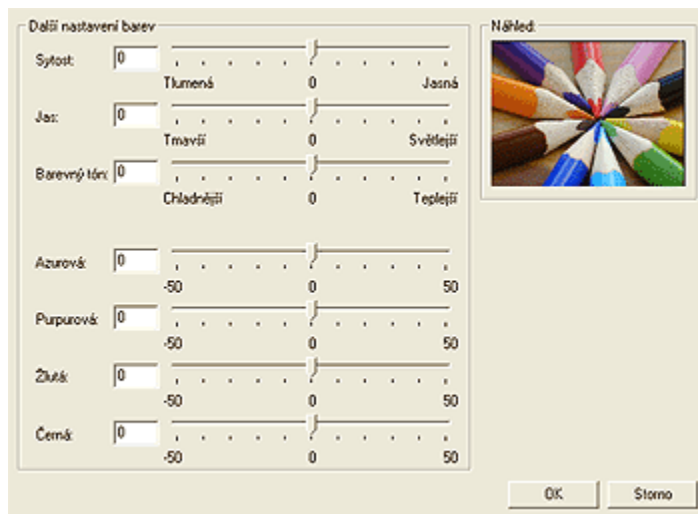 Další nastavení barev
Sytost: 0
Tlumená 0 Jasná
Jas: 0
Tmavší 0 Světlejší
Barevný tón: 0
Chladnější 0 Teplejší
Azurová: 0
-50 0 50
Purpurová: 0
-50 0 50
Žlutá: 0
-50 0 50
Černá: 0
-50 0 50
Náhled:
OK Storno